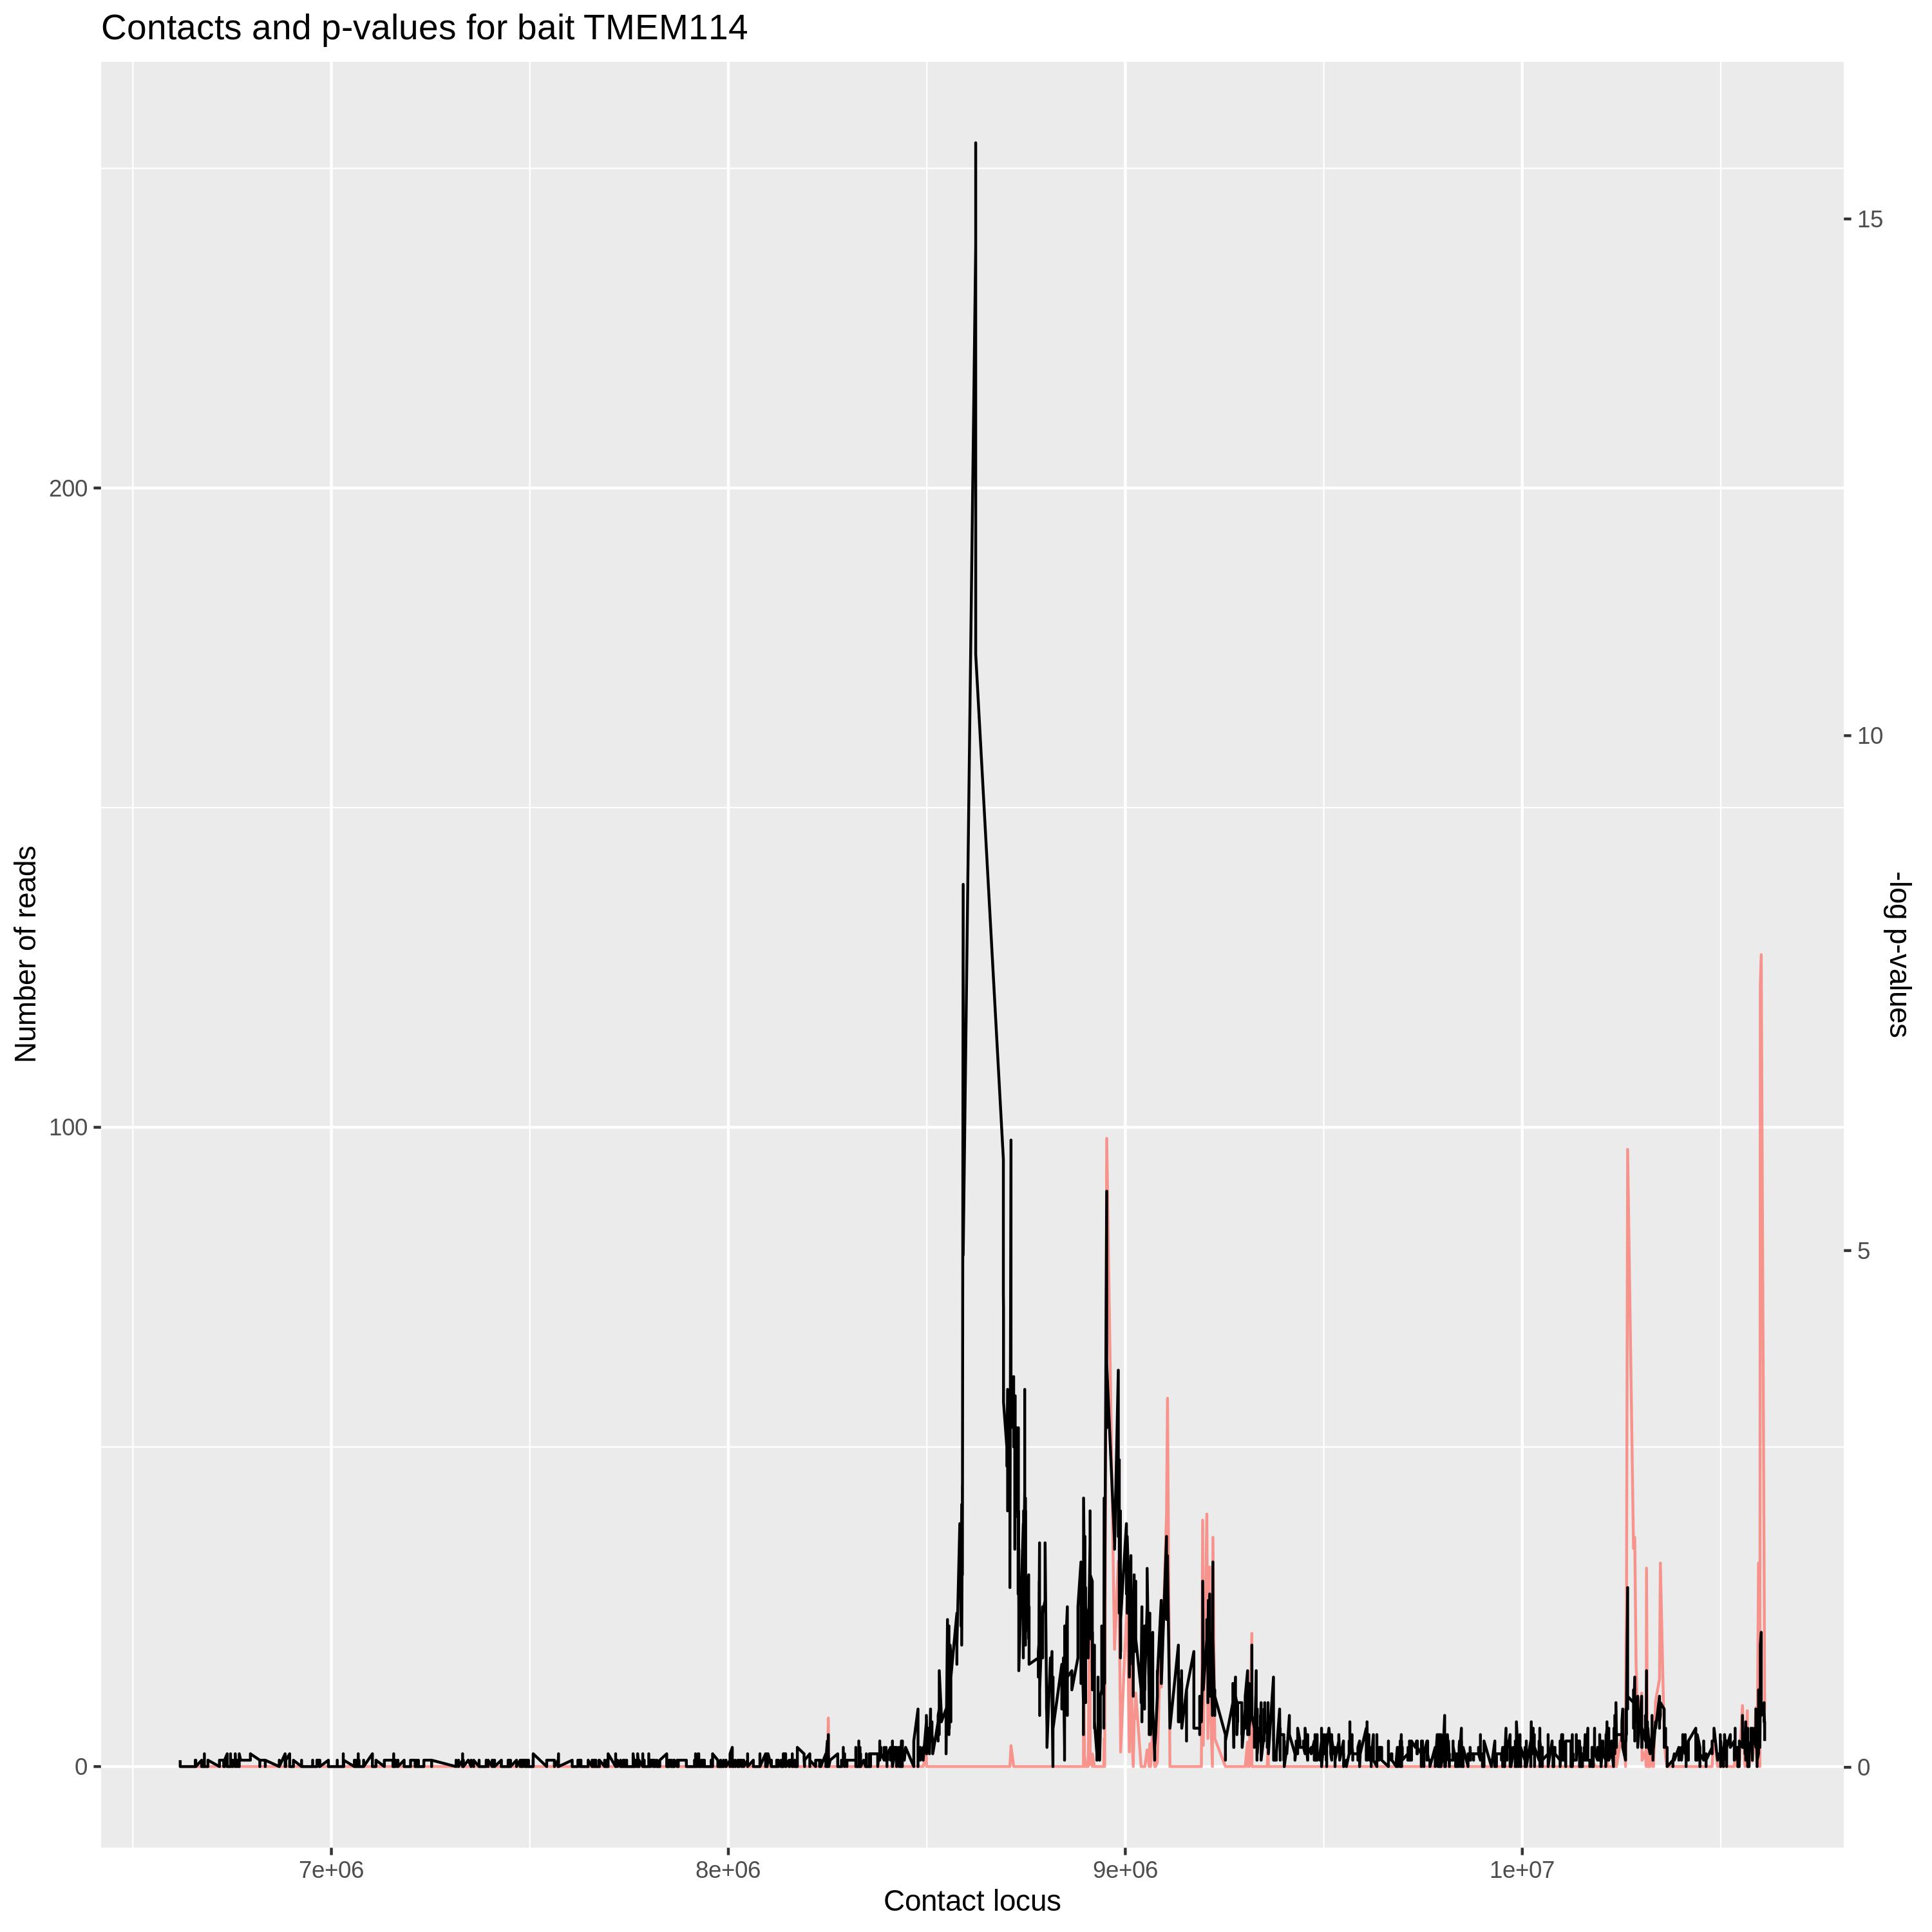 Contacts and p-values for bait TMEM114
Number of reads
200
100
0
15
10
5
0
-log p-values
7e+06
8e+06
9e+06
1e+07
Contact locus